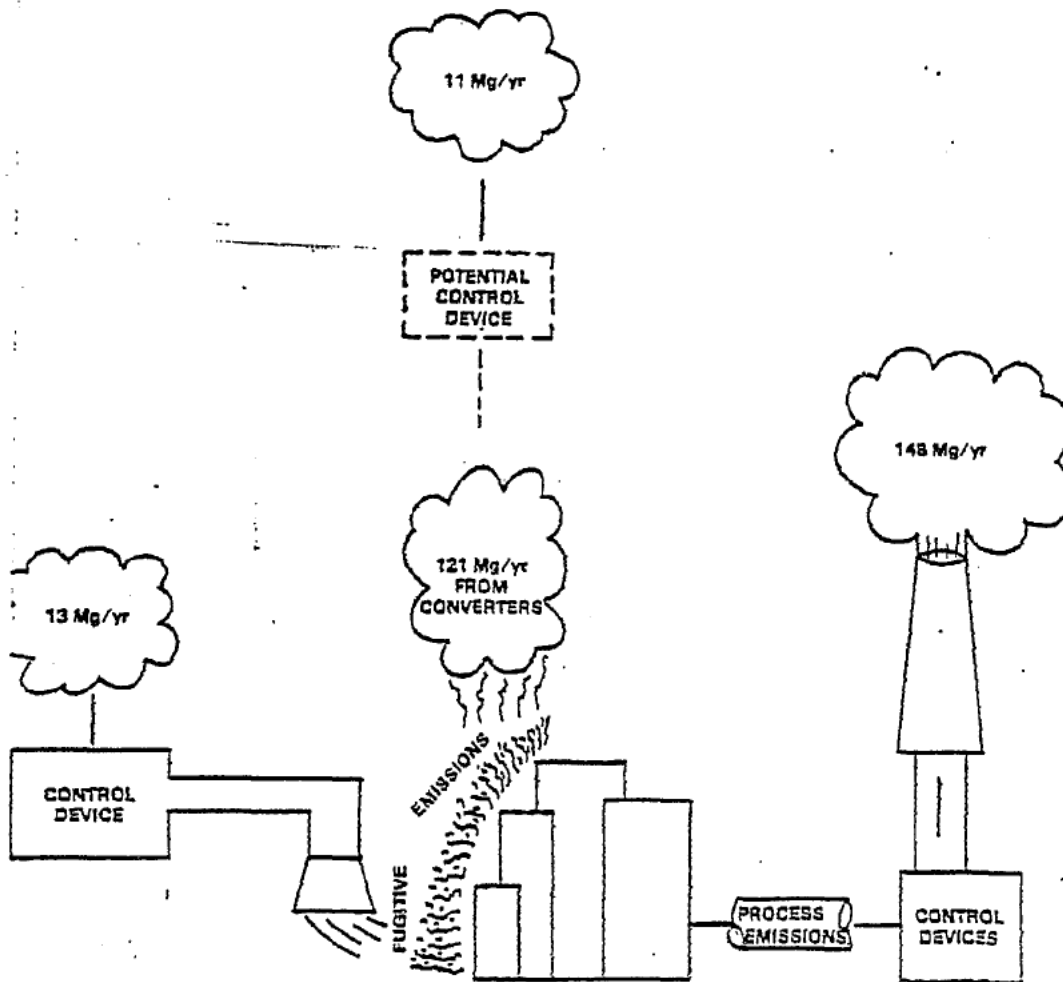 11 Mg/yr
POTENTIAL
CONTROL
DEVICE
148 Mg/yr
121 Mg/yr
FROM
CONVERTERS
13 Mg/yr
EMISSIONS
CONTROL
DEVICE
FUGITIVE
PROCESS
EMISSIONS
CONTROL
DEVICES